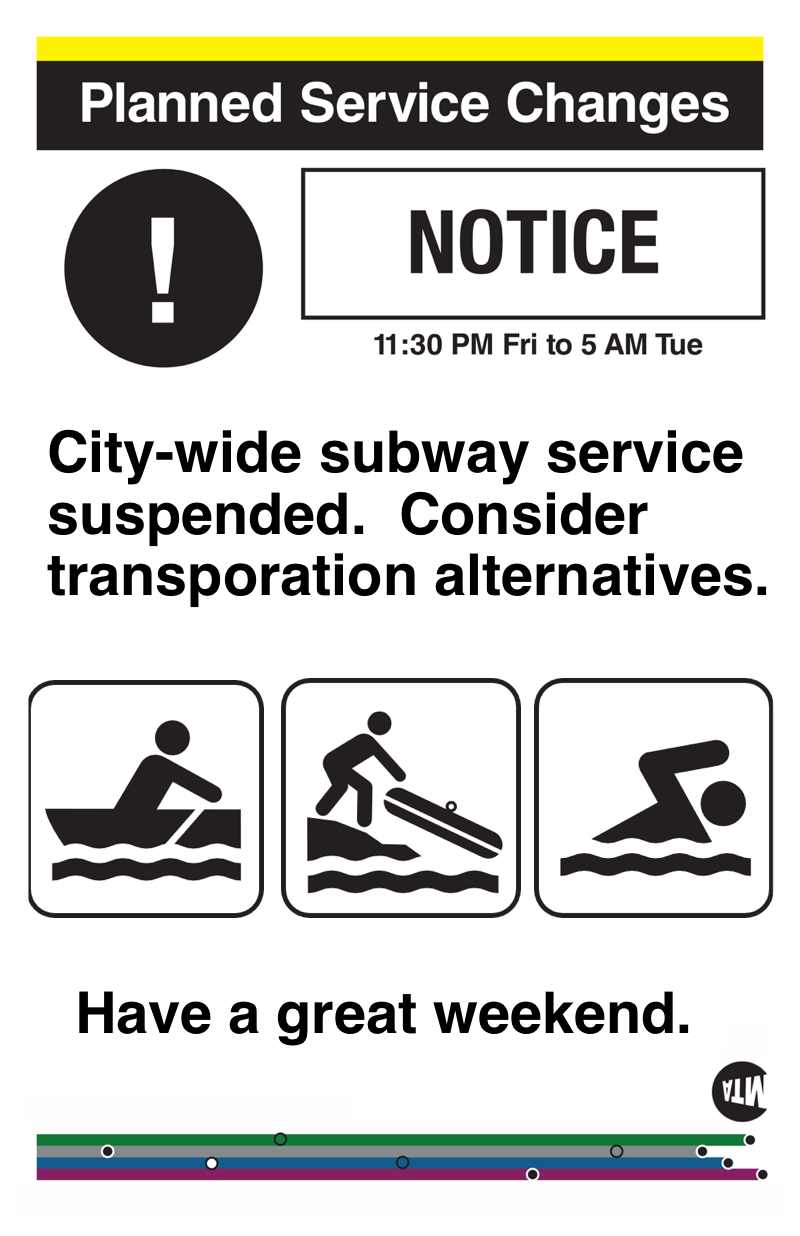 Planned Service Changes
!
NOTICE
11:30 PM Fri to 5 AM Tue
City-wide subway service
suspended.  Consider
transporation alternatives.
Have a great weekend.
MTA